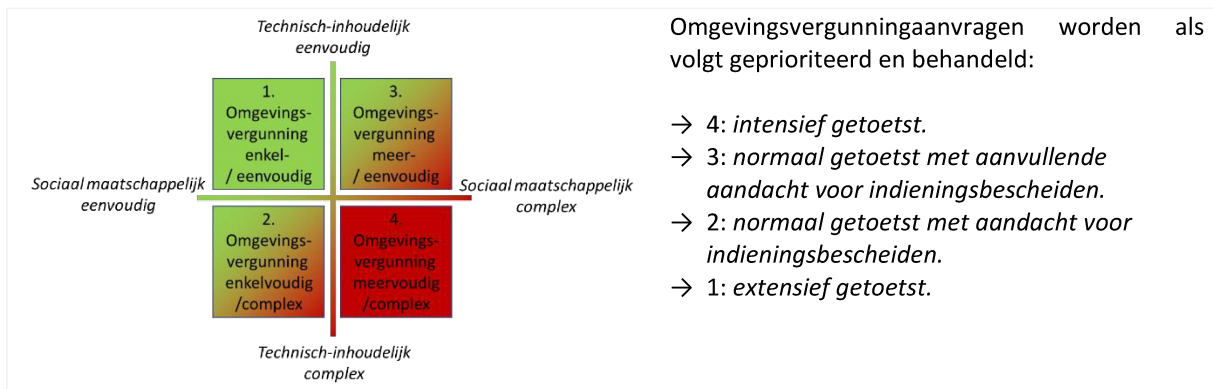 Technisch-inhoudelijk
eenvoudig
1.
Omgevings-
vergunning
enkel-
/ eenvoudig
3.
Omgevings-
vergunning
meer-
/ eenvoudig
Sociaal maatschappelijk
eenvoudig
Sociaal maatschappelijk
complex
2.
Omgevings-
vergunning
enkelvoudig
/complex
4.
Omgevings-
vergunning
meervoudig
/complex
Technisch-inhoudelijk
complex
Omgevingsvergunningaanvragen worden als
volgt geprioriteerd en behandeld:
→ 4: intensief getoetst.
→ 3: normaal getoetst met aanvullende
aandacht voor indieningsbescheiden.
→ 2: normaal getoetst met aandacht voor
indieningsbescheiden.
→ 1: extensief getoetst.